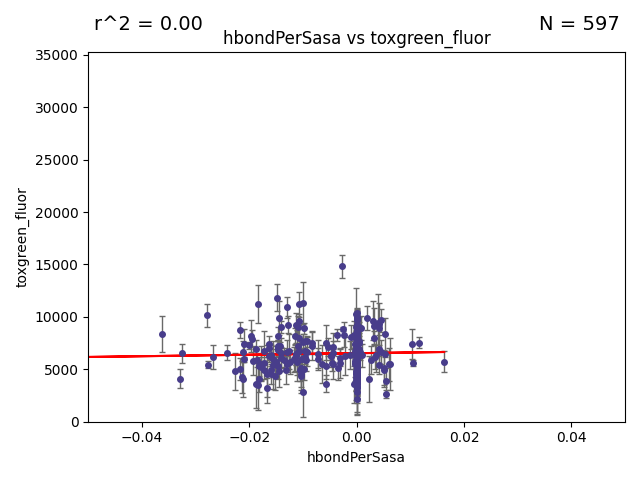 r^2 = 0.00
N = 597
hbondPerSasa vs toxgreen_fluor
35000
30000
25000
20000
15000
10000
5000
0
toxgreen_fluor
−0.04
−0.02
0.00
0.02
0.04
hbondPerSasa